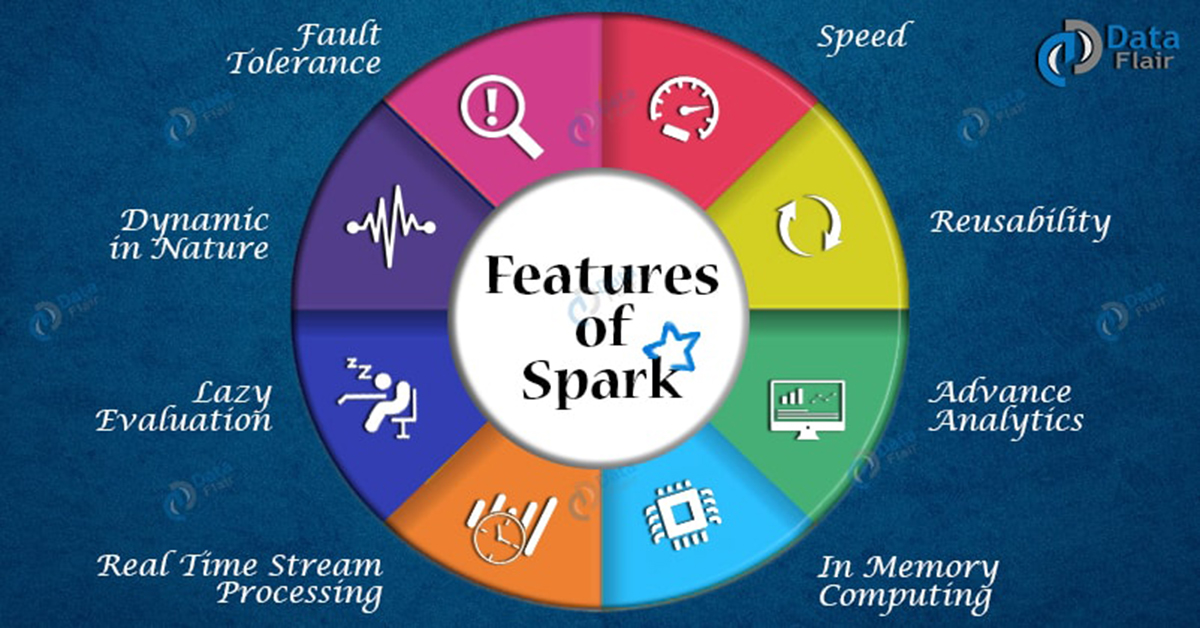 Fault
Tolerance
Speed
Data
Flair
Dynamic
in Nature
Reusability
Features
of
Spark
Lazy
Evaluation
Advance
Analytics
Real Time Stream
Processing
In Memory
Computing